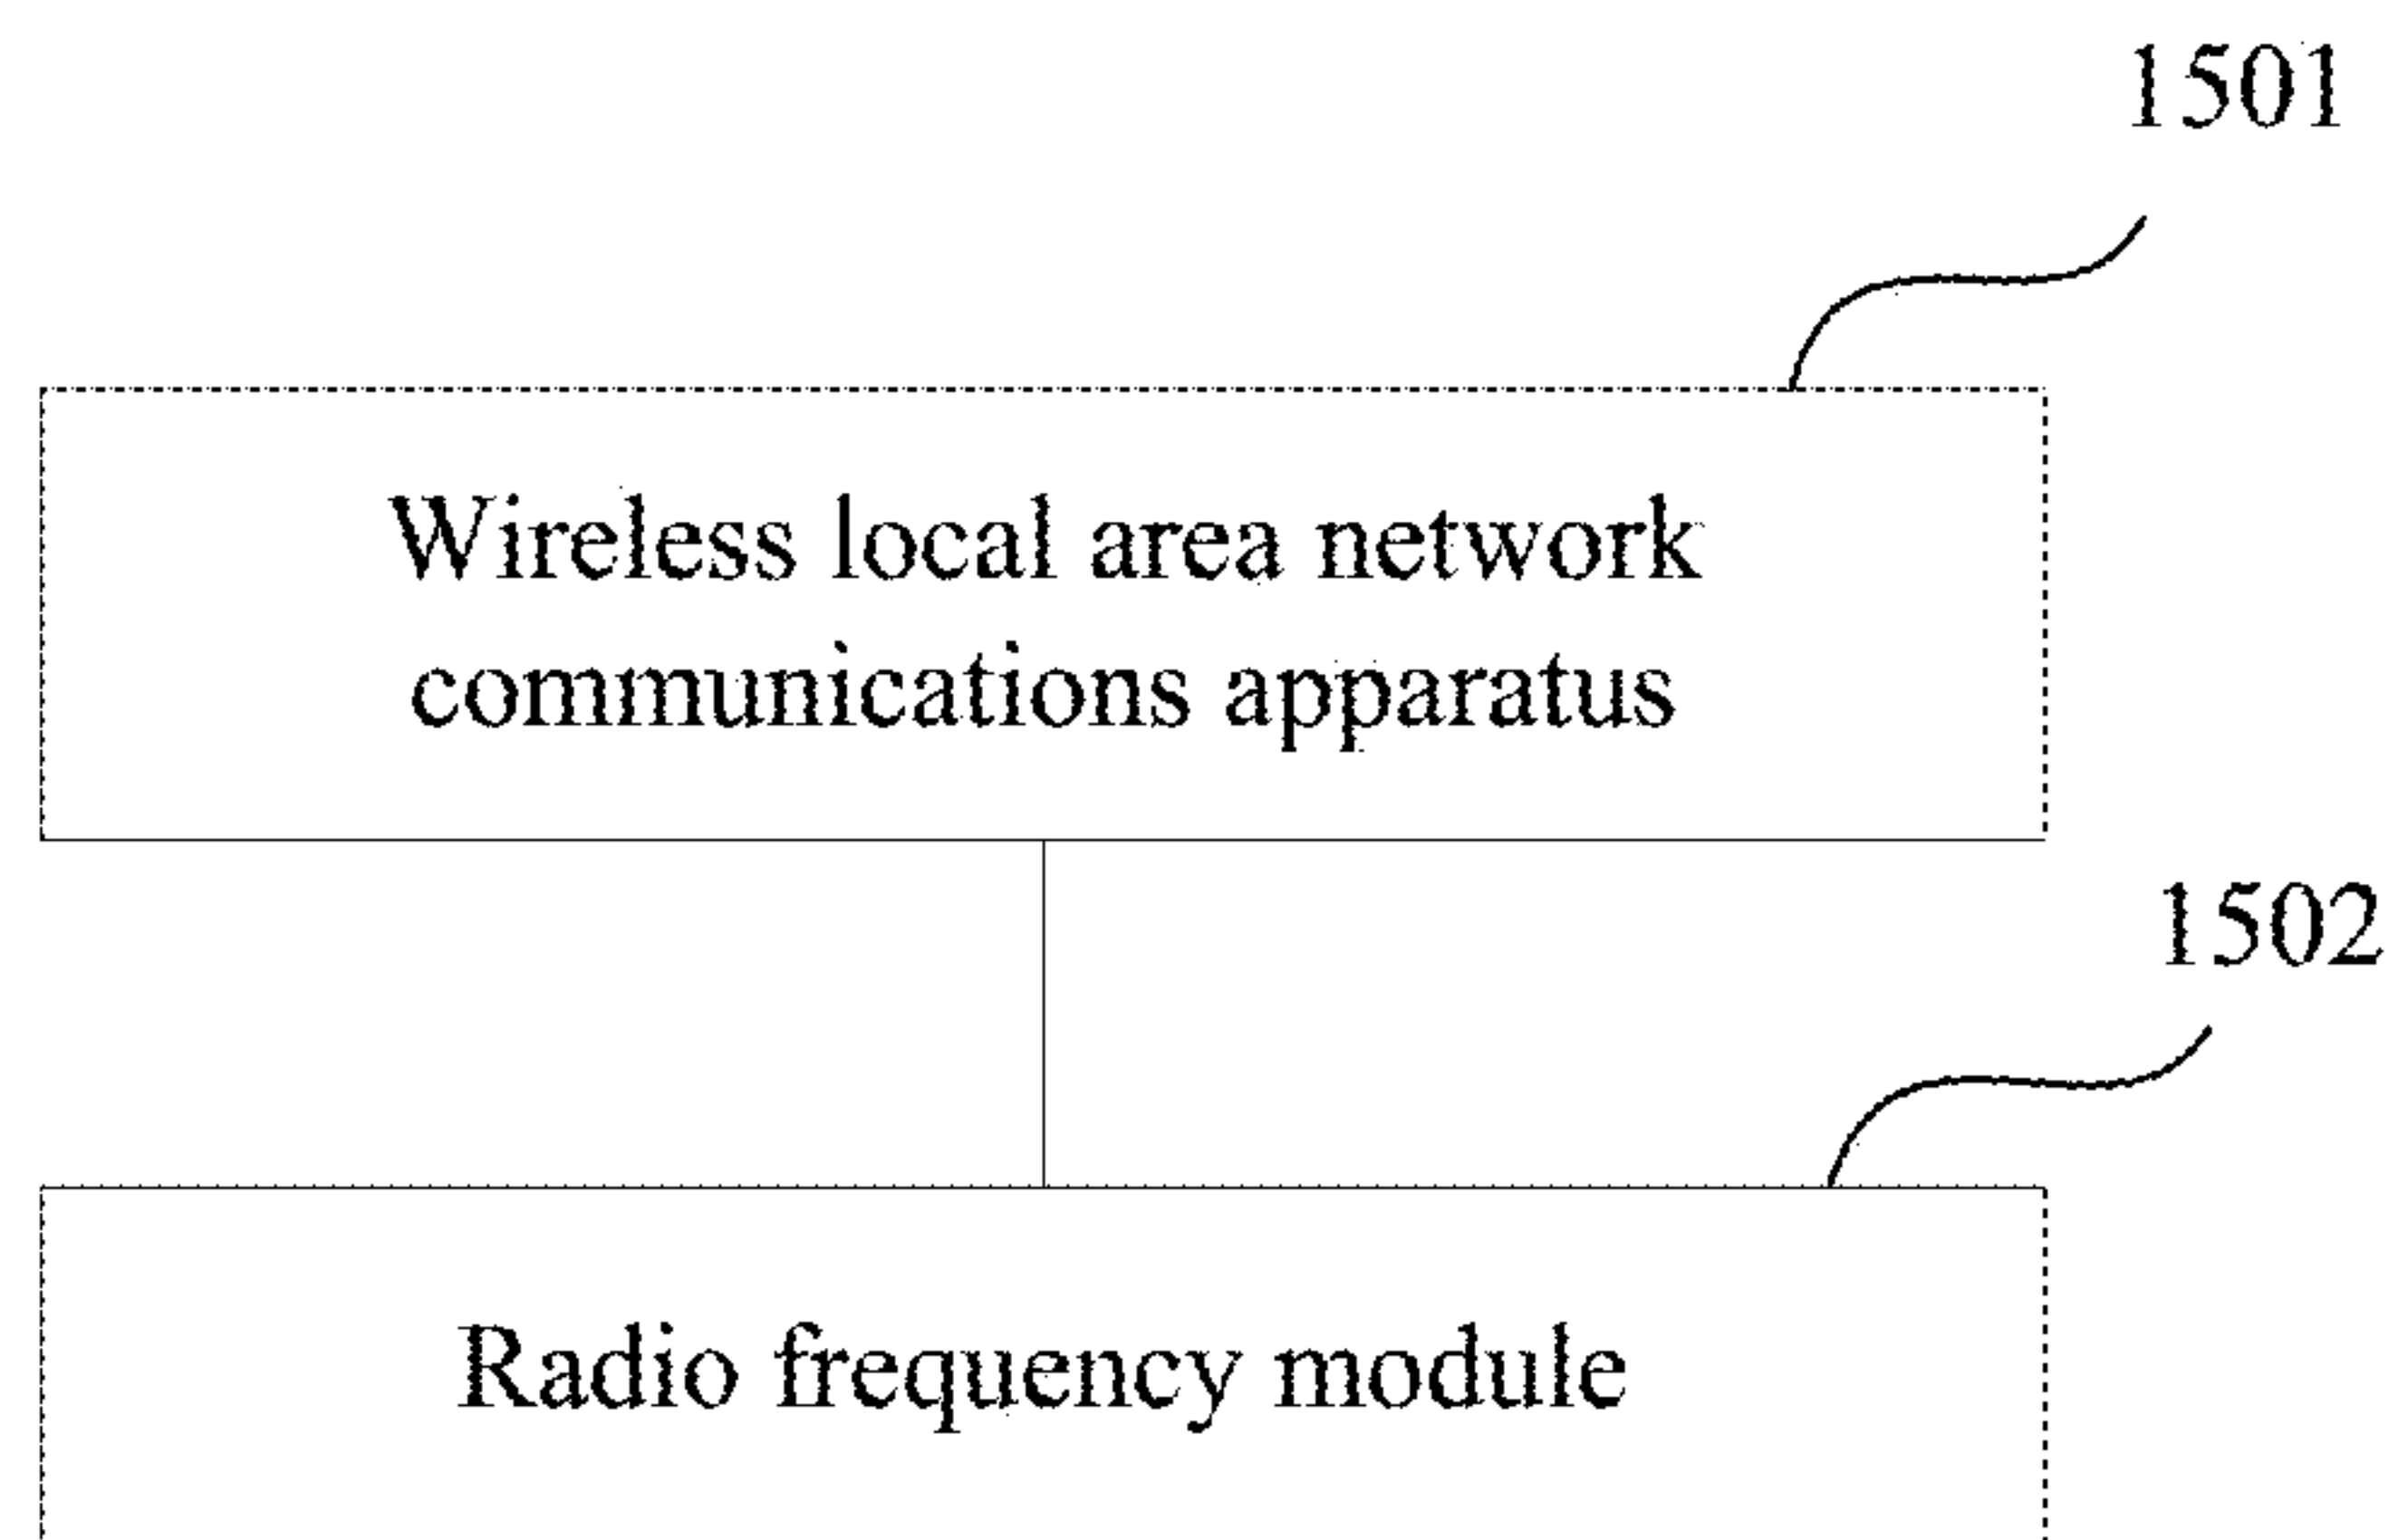 1501
Wireless local area network
communications apparatus
1502
Radio frequency module